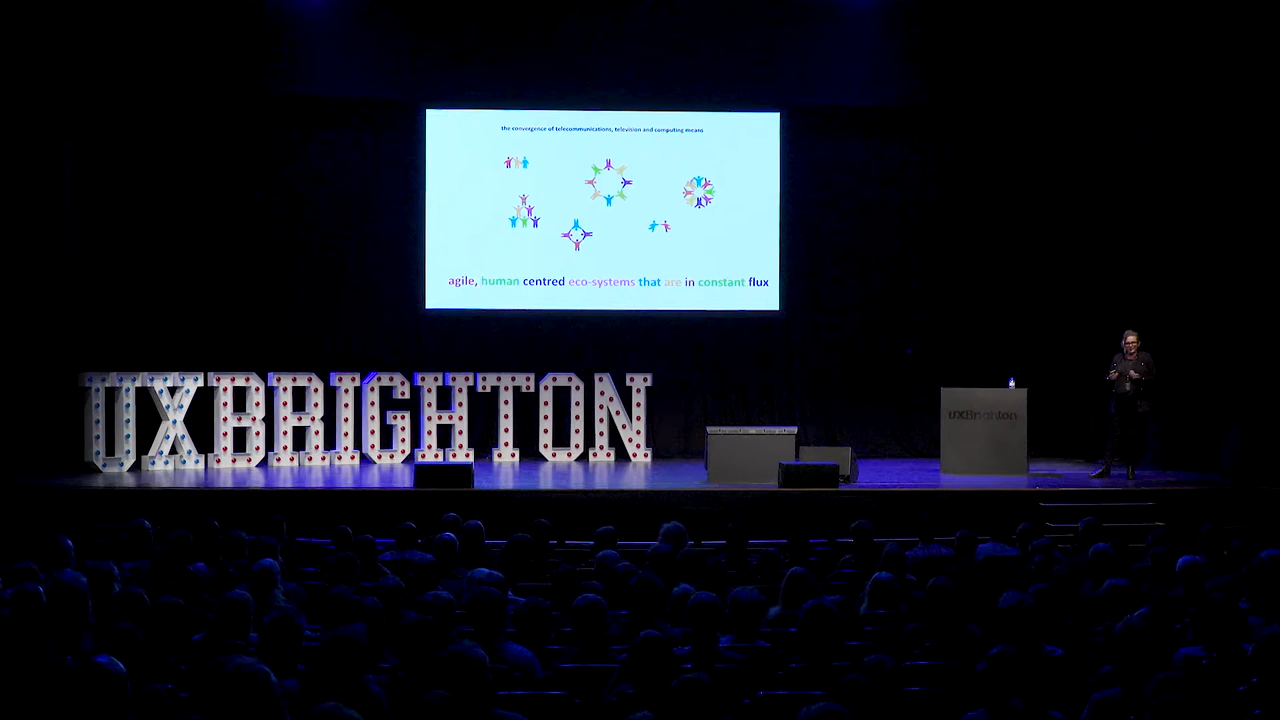 the convergence of telecommunications, television and computing means
agile, human centred eco-systems that are in constant flux
UXBRIGHTON
UXBrighton